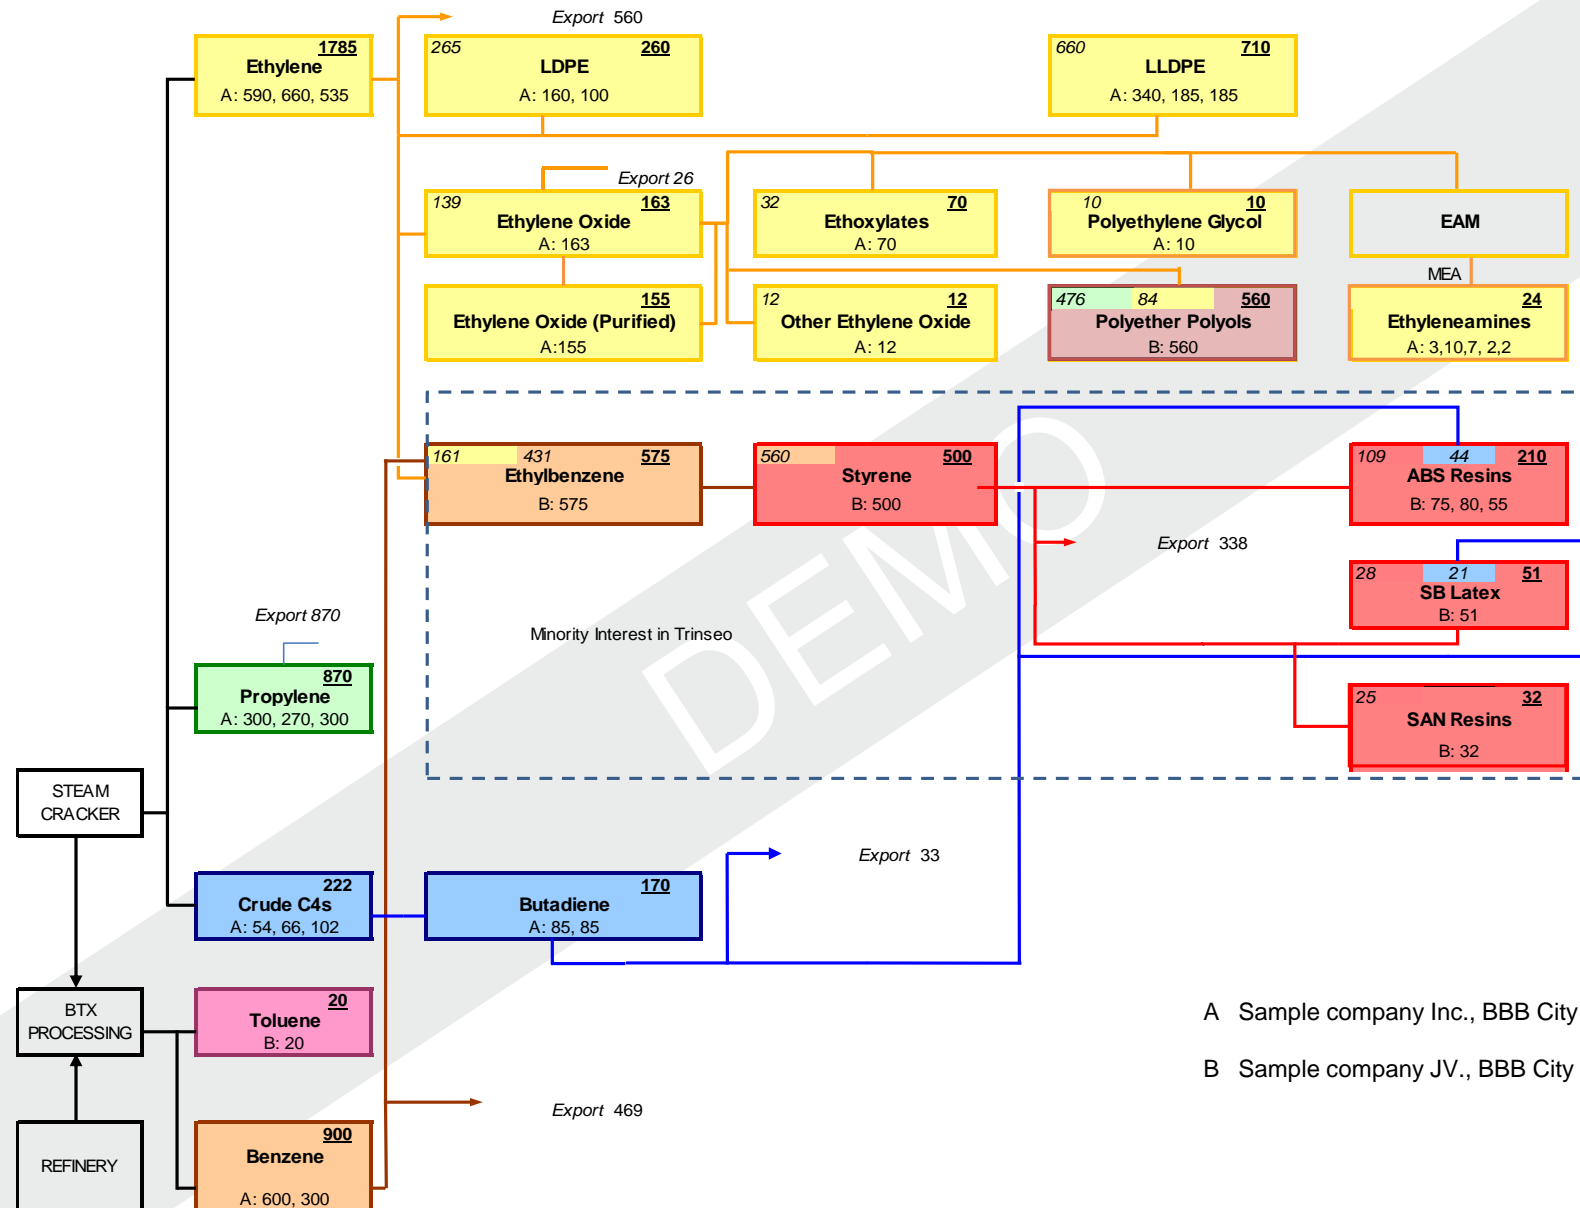 Export 560
1785
Ethylene
A: 590, 660, 535
265 260
LDPE
A: 160, 100
660 710
LLDPE
A: 340, 185, 185
Export 26
139 163
Ethylene Oxide
A: 163
32 70
Ethoxylates
A: 70
10 10
Polyethylene Glycol
A: 10
EAM
MEA
155
Ethylene Oxide (Purified)
A:155
12 12
Other Ethylene Oxide
A: 12
476 84 560
Polyether Polyols
B: 560
24
Ethyleneamines
A: 3,10,7, 2,2
161 431 575
Ethylbenzene
B: 575
560 500
Styrene
B: 500
109 44 210
ABS Resins
B: 75, 80, 55
Export 338
28 21 51
SB Latex
B: 51
Export 870
Minority Interest in Trinseo
DEMO
870
Propylene
A: 300, 270, 300
25 32
SAN Resins
B: 32
STEAM
CRACKER
Export 33
222
Crude C4s
A: 54, 66, 102
170
Butadiene
A: 85, 85
BTX
PROCESSING
20
Toluene
B: 20
A Sample company Inc., BBB City
B Sample company JV., BBB City
Export 469
REFINERY
900
Benzene
A: 600, 300